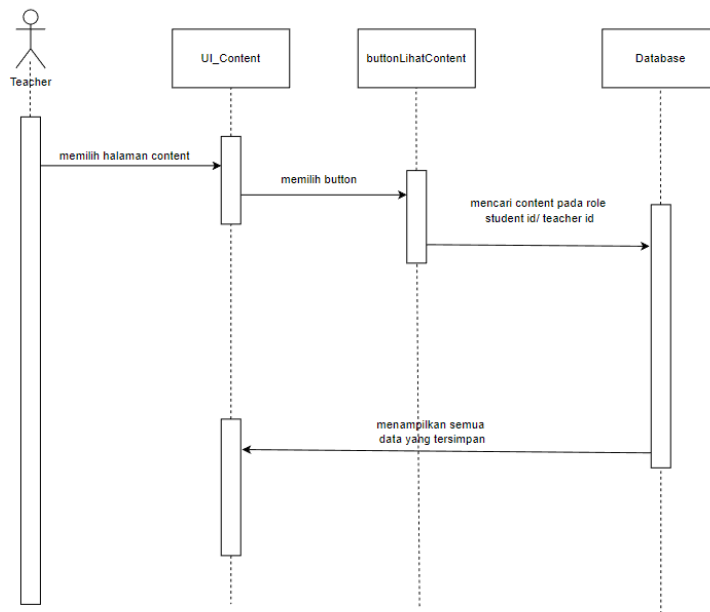 Teacher
UI_Content
buttonLihatContent
Database
memilih halaman content
memilih button
mencari content pada role
student id/ teacher id
menampilkan semua
data yang tersimpan